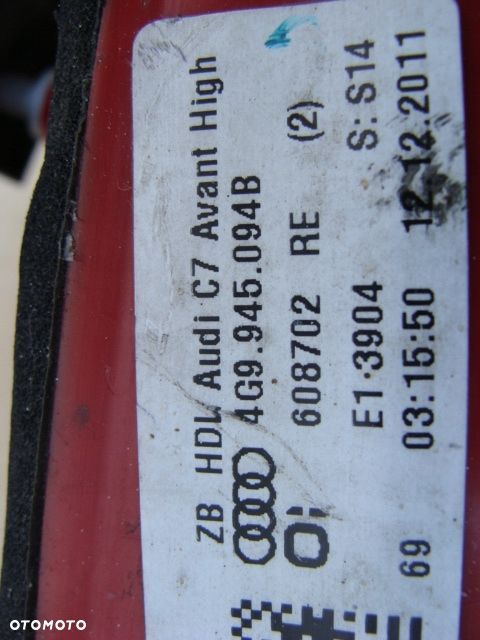 ZB HDL Audi C7 Avant High
4G9.945.094B
608702 RE (2)
E1·3904 S:S14
69 03:15:50 12.12.2011
OTOMOTO